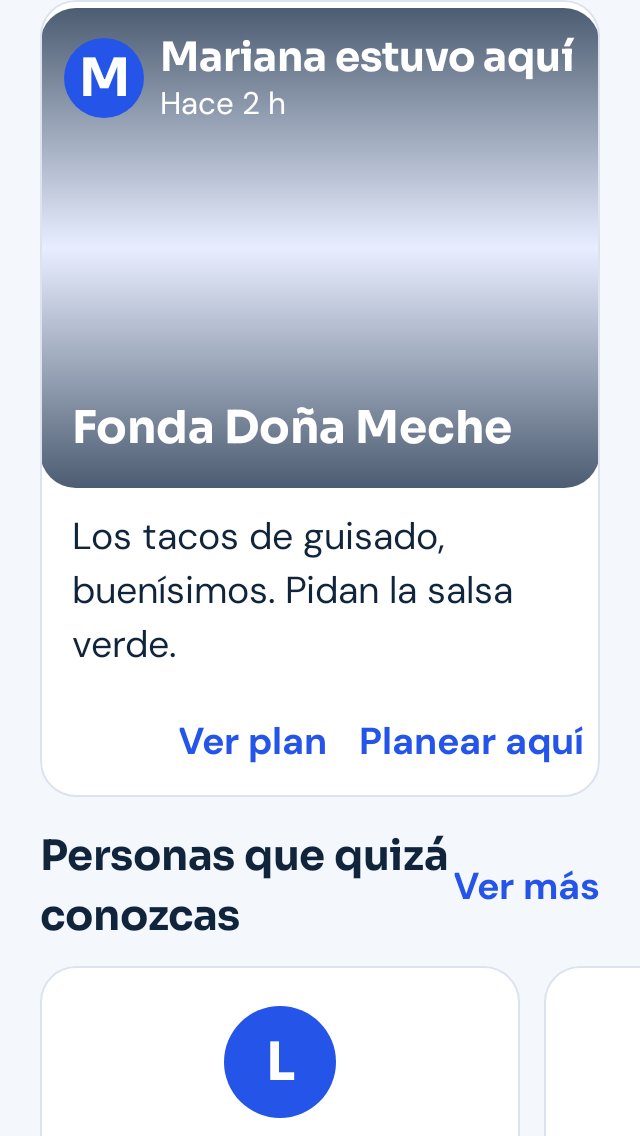 M
Mariana estuvo aquí
Hace 2 h
Fonda Doña Meche
Los tacos de guisado,
buenísimos. Pidan la salsa
verde.
Ver plan Planear aquí
Personas que quizá
conozcas
Ver más
L